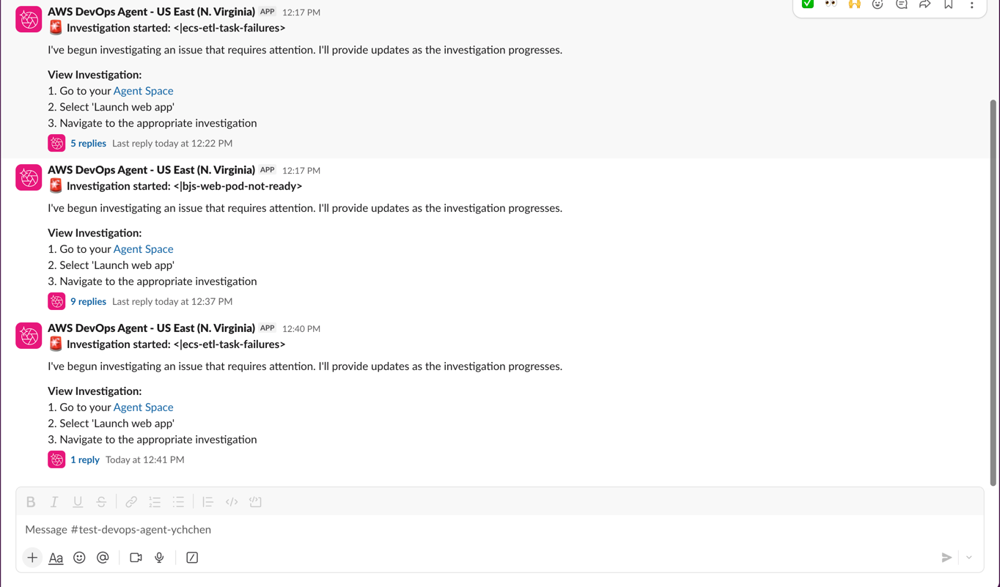 AWS DevOps Agent - US East (N. Virginia) APP 12:17 PM
🚨 Investigation started: <|ecs-etl-task-failures>
I've begun investigating an issue that requires attention. I'll provide updates as the investigation progresses.
View Investigation:
1. Go to your Agent Space
2. Select 'Launch web app'
3. Navigate to the appropriate investigation
5 replies Last reply today at 12:22 PM
AWS DevOps Agent - US East (N. Virginia) APP 12:17 PM
🚨 Investigation started: <|bjs-web-pod-not-ready>
I've begun investigating an issue that requires attention. I'll provide updates as the investigation progresses.
View Investigation:
1. Go to your Agent Space
2. Select 'Launch web app'
3. Navigate to the appropriate investigation
9 replies Last reply today at 12:37 PM
AWS DevOps Agent - US East (N. Virginia) APP 12:40 PM
🚨 Investigation started: <|ecs-etl-task-failures>
I've begun investigating an issue that requires attention. I'll provide updates as the investigation progresses.
View Investigation:
1. Go to your Agent Space
2. Select 'Launch web app'
3. Navigate to the appropriate investigation
1 reply Today at 12:41 PM
B I U S
Message #test-devops-agent-ychchen
Aa